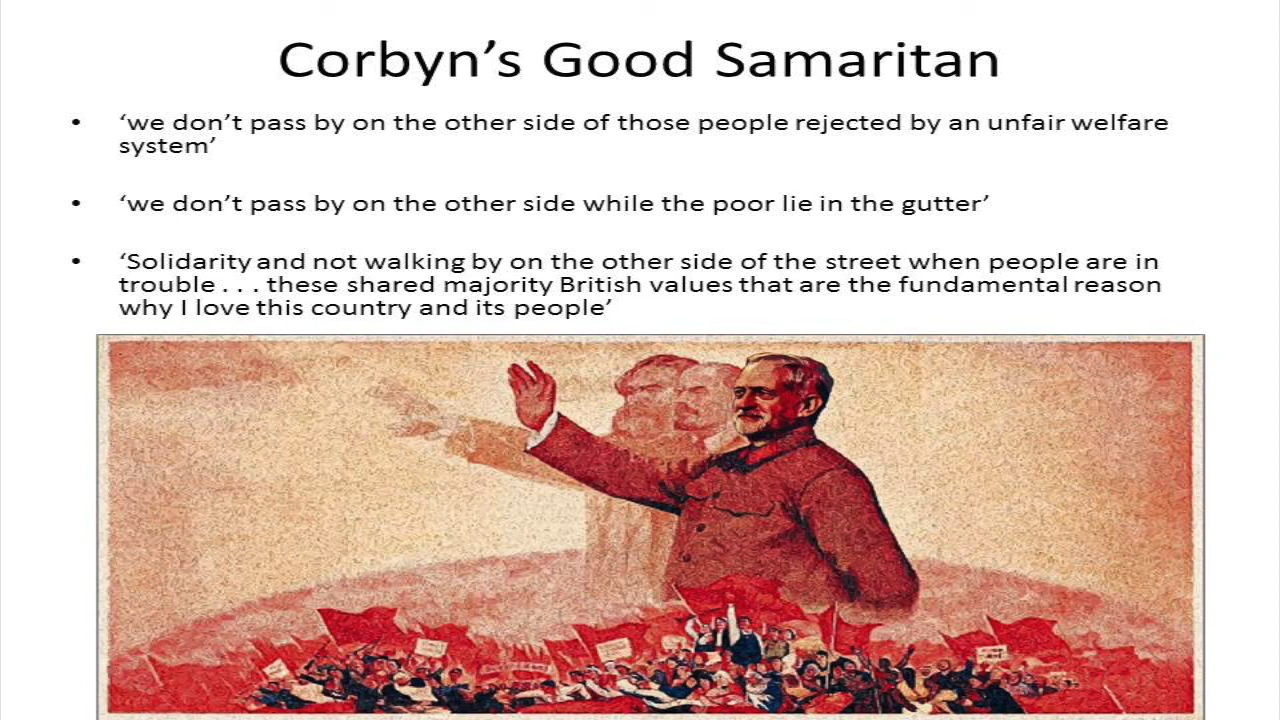 Corbyn’s Good Samaritan
• ‘we don’t pass by on the other side of those people rejected by an unfair welfare
system’
• ‘we don’t pass by on the other side while the poor lie in the gutter’
• ‘Solidarity and not walking by on the other side of the street when people are in
trouble . . . these shared majority British values that are the fundamental reason
why I love this country and its people’